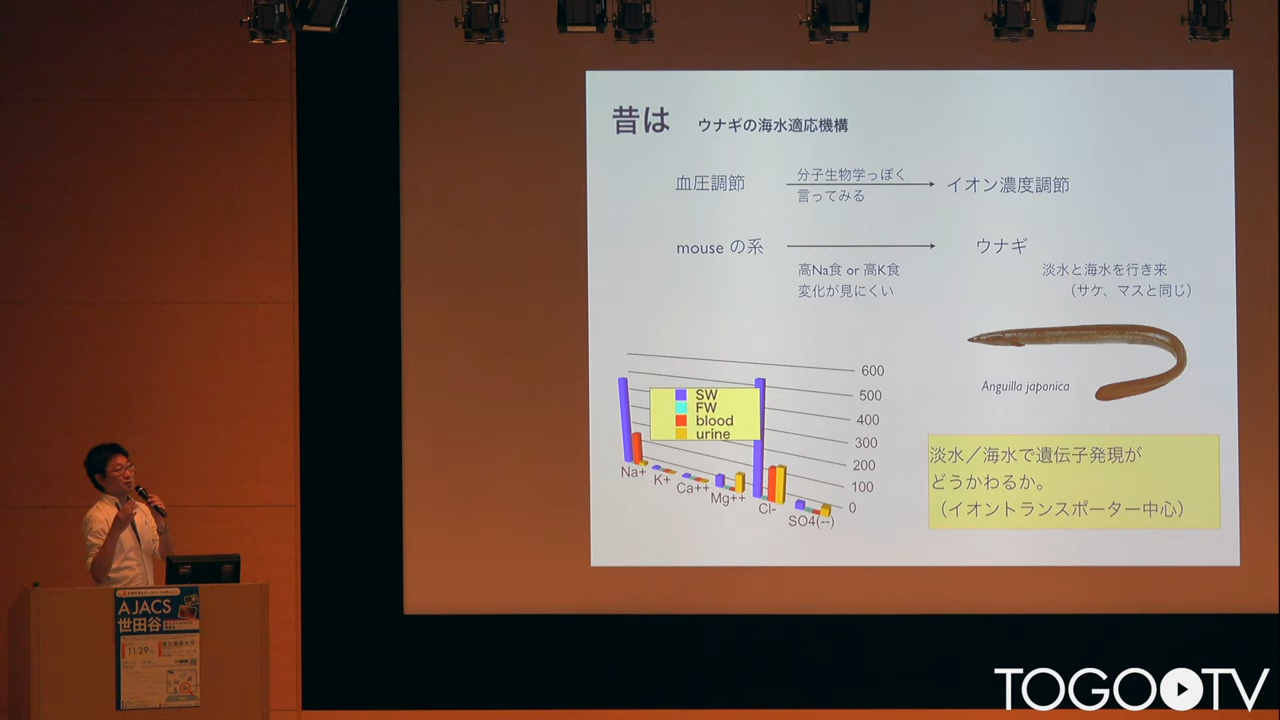 昔は ウナギの海水適応機構
血圧調節
分子生物学っぽく
言ってみる
イオン濃度調節
mouse の系
高Na食 or 高K食
変化が見にくい
ウナギ
淡水と海水を行き来
（サケ、マスと同じ）
Anguilla japonica
SW
FW
blood
urine
600
500
400
300
200
100
0
Na+
K+
Ca++
Mg++
Cl-
SO4(--)
淡水／海水で遺伝子発現が
どうかわるか。
（イオントランスポーター中心）
AJACS
世田谷
11.29
TOGOTV